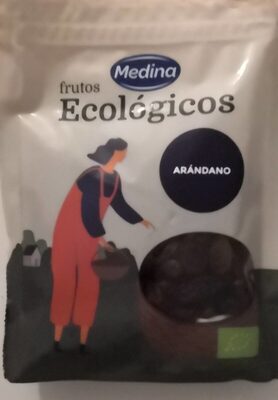 Medina
frutos
Ecológicos
ARÁNDANO